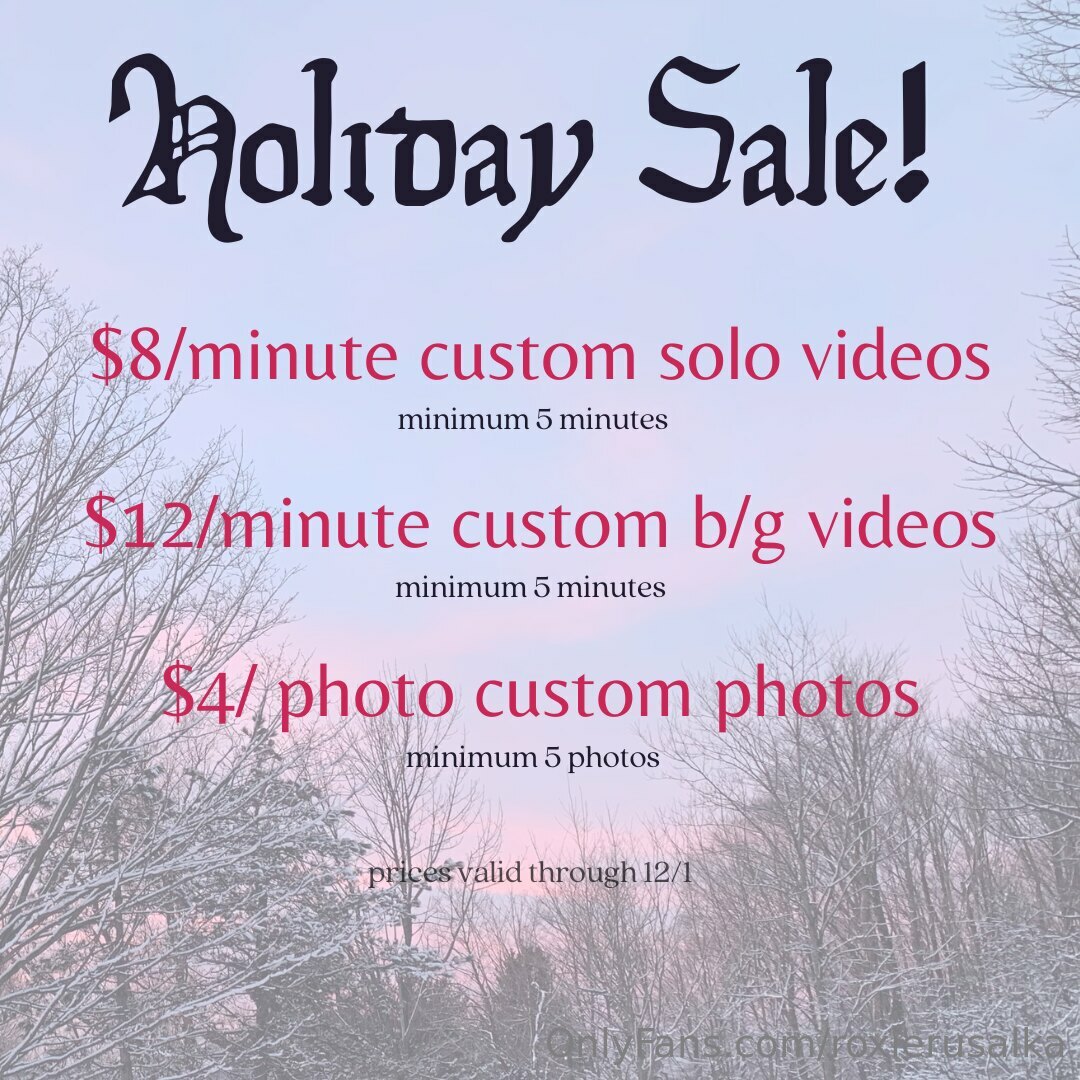 Holiday Sale!
$8/minute custom solo videos
minimum 5 minutes
$12/minute custom b/g videos
minimum 5 minutes
$4/ photo custom photos
minimum 5 photos
prices valid through 12/1
OnlyFans.com/roxierusalka